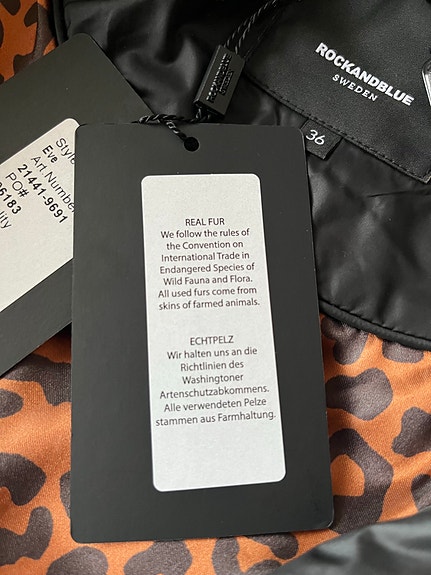 ROCKANDBLUE
SWEDEN
36
Style
Eve
Art.Number
21441-9691
PO#
REAL FUR
We follow the rules of
the Convention on
International Trade in
Endangered Species of
Wild Fauna and Flora.
All used furs come from
skins of farmed animals.
ECHTPELZ
Wir halten uns an die
Richtlinien des
Washingtoner
Artenschutzabkommens.
Alle verwendeten Pelze
stammen aus Farmhaltung.